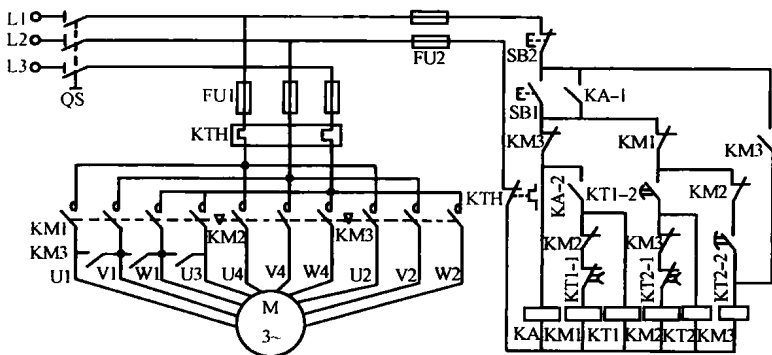 L1
L2
L3
QS
FU1
FU2
KTH
SB2
SB1
KA-1
KM3
KM1
KM3
KTH
KA-2
KT1-2
KM2
KM1
KM2
KM3
KM2
KM3
KT1-1
KT2-1
KT2-2
KM3
U1
V1
W1
U3
U4
V4
W4
U2
V2
W2
M
3~
KA
KM1
KT1
KM2
KT2
KM3